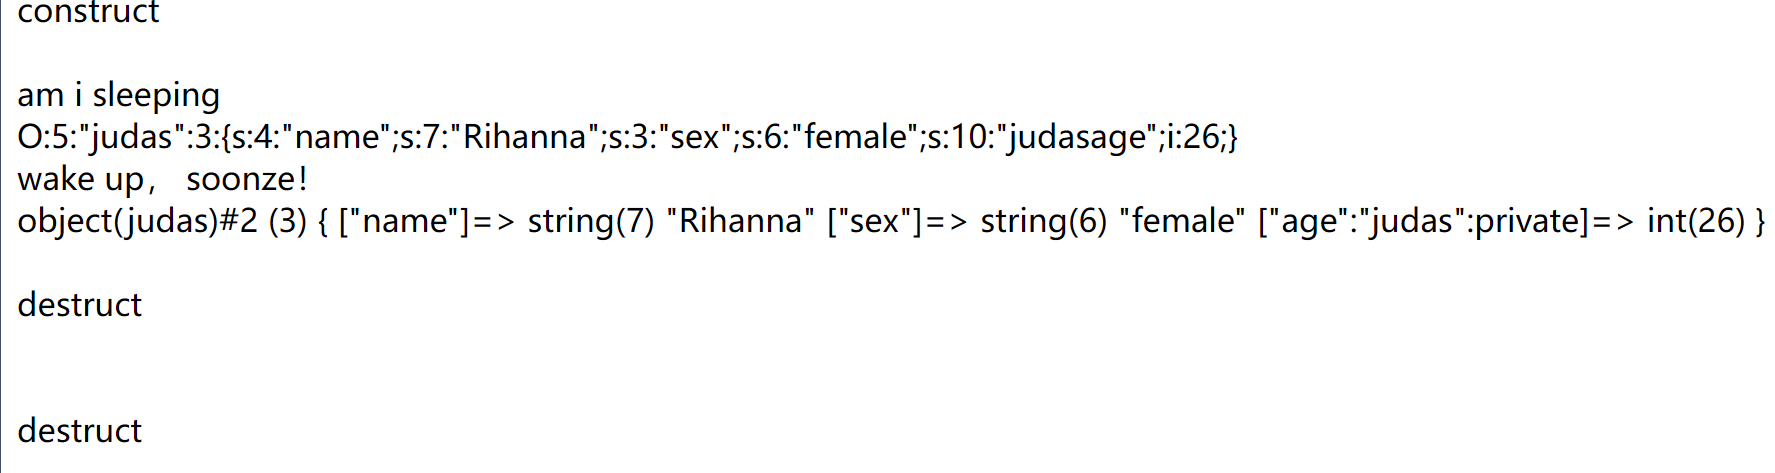 construct
am i sleeping
O:5:"judas":3:{s:4:"name";s:7:"Rihanna";s:3:"sex";s:6:"female";s:10:"judasage";i:26;}
wake up， soonze！
object(judas)#2 (3) { ["name"]=> string(7) "Rihanna" ["sex"]=> string(6) "female" ["age":"judas":private]=> int(26) }
destruct
destruct